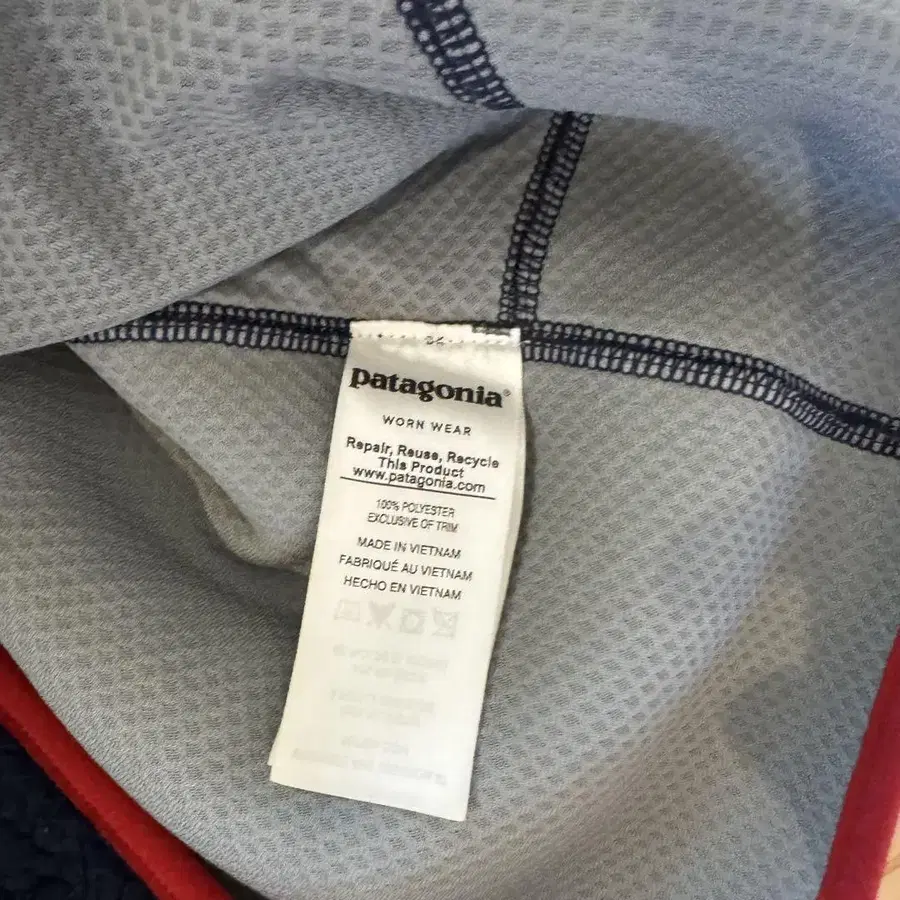 patagonia®
WORN WEAR
Repair, Reuse, Recycle
This Product
www.patagonia.com
100% POLYESTER
EXCLUSIVE OF TRIM
MADE IN VIETNAM
FABRIQUÉ AU VIETNAM
HECHO EN VIETNAM